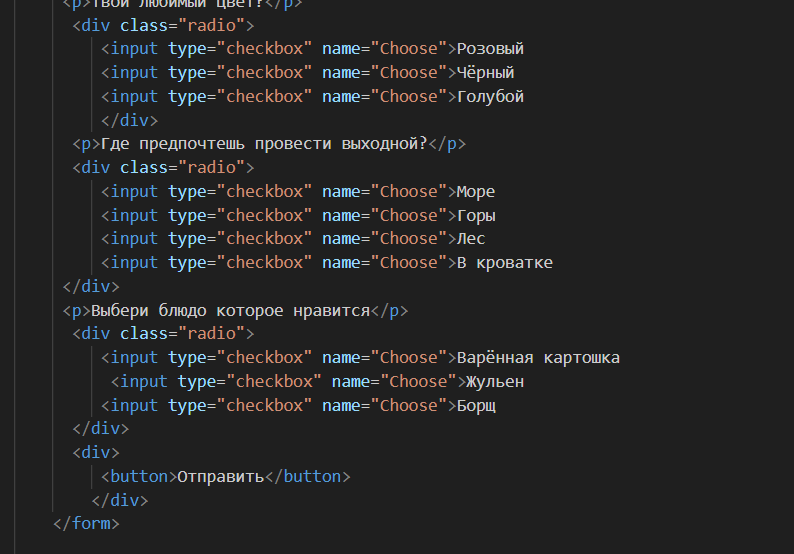 <p>Твой любимый цвет?</p>
<div class="radio">
<input type="checkbox" name="Choose">Розовый
<input type="checkbox" name="Choose">Чёрный
<input type="checkbox" name="Choose">Голубой
</div>
<p>Где предпочтешь провести выходной?</p>
<div class="radio">
<input type="checkbox" name="Choose">Море
<input type="checkbox" name="Choose">Горы
<input type="checkbox" name="Choose">Лес
<input type="checkbox" name="Choose">В кроватке
</div>
<p>Выбери блюдо которое нравится</p>
<div class="radio">
<input type="checkbox" name="Choose">Варённая картошка
<input type="checkbox" name="Choose">Жульен
<input type="checkbox" name="Choose">Борщ
</div>
<div>
<button>Отправить</button>
</div>
</form>